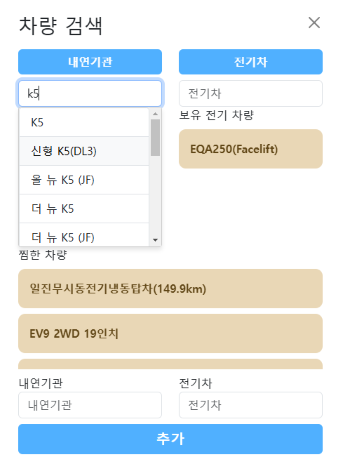 차량 검색
내연기관
전기차
k5
전기차
K5
신형 K5(DL3)
올 뉴 K5 (JF)
더 뉴 K5
더 뉴 K5 (JF)
보유 전기 차량
EQA250(Facelift)
찜한 차량
일진무시동전기냉동탑차(149.9km)
EV9 2WD 19인치
내연기관
전기차
내연기관
전기차
추가